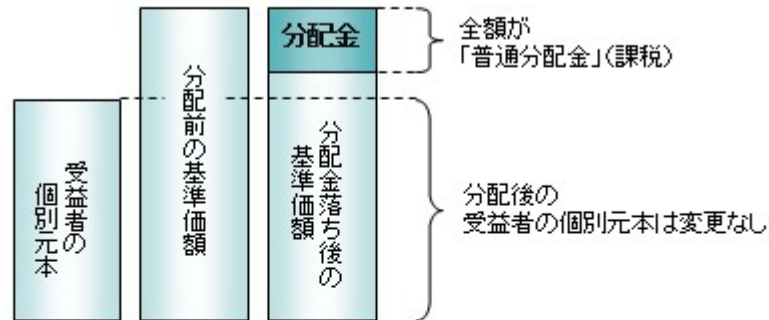 受益者の
個別元本
分配前の基準価額
分配金
分配金落ち後の
基準価額
全額が
「普通分配金」(課税)
分配後の
受益者の個別元本は変更なし